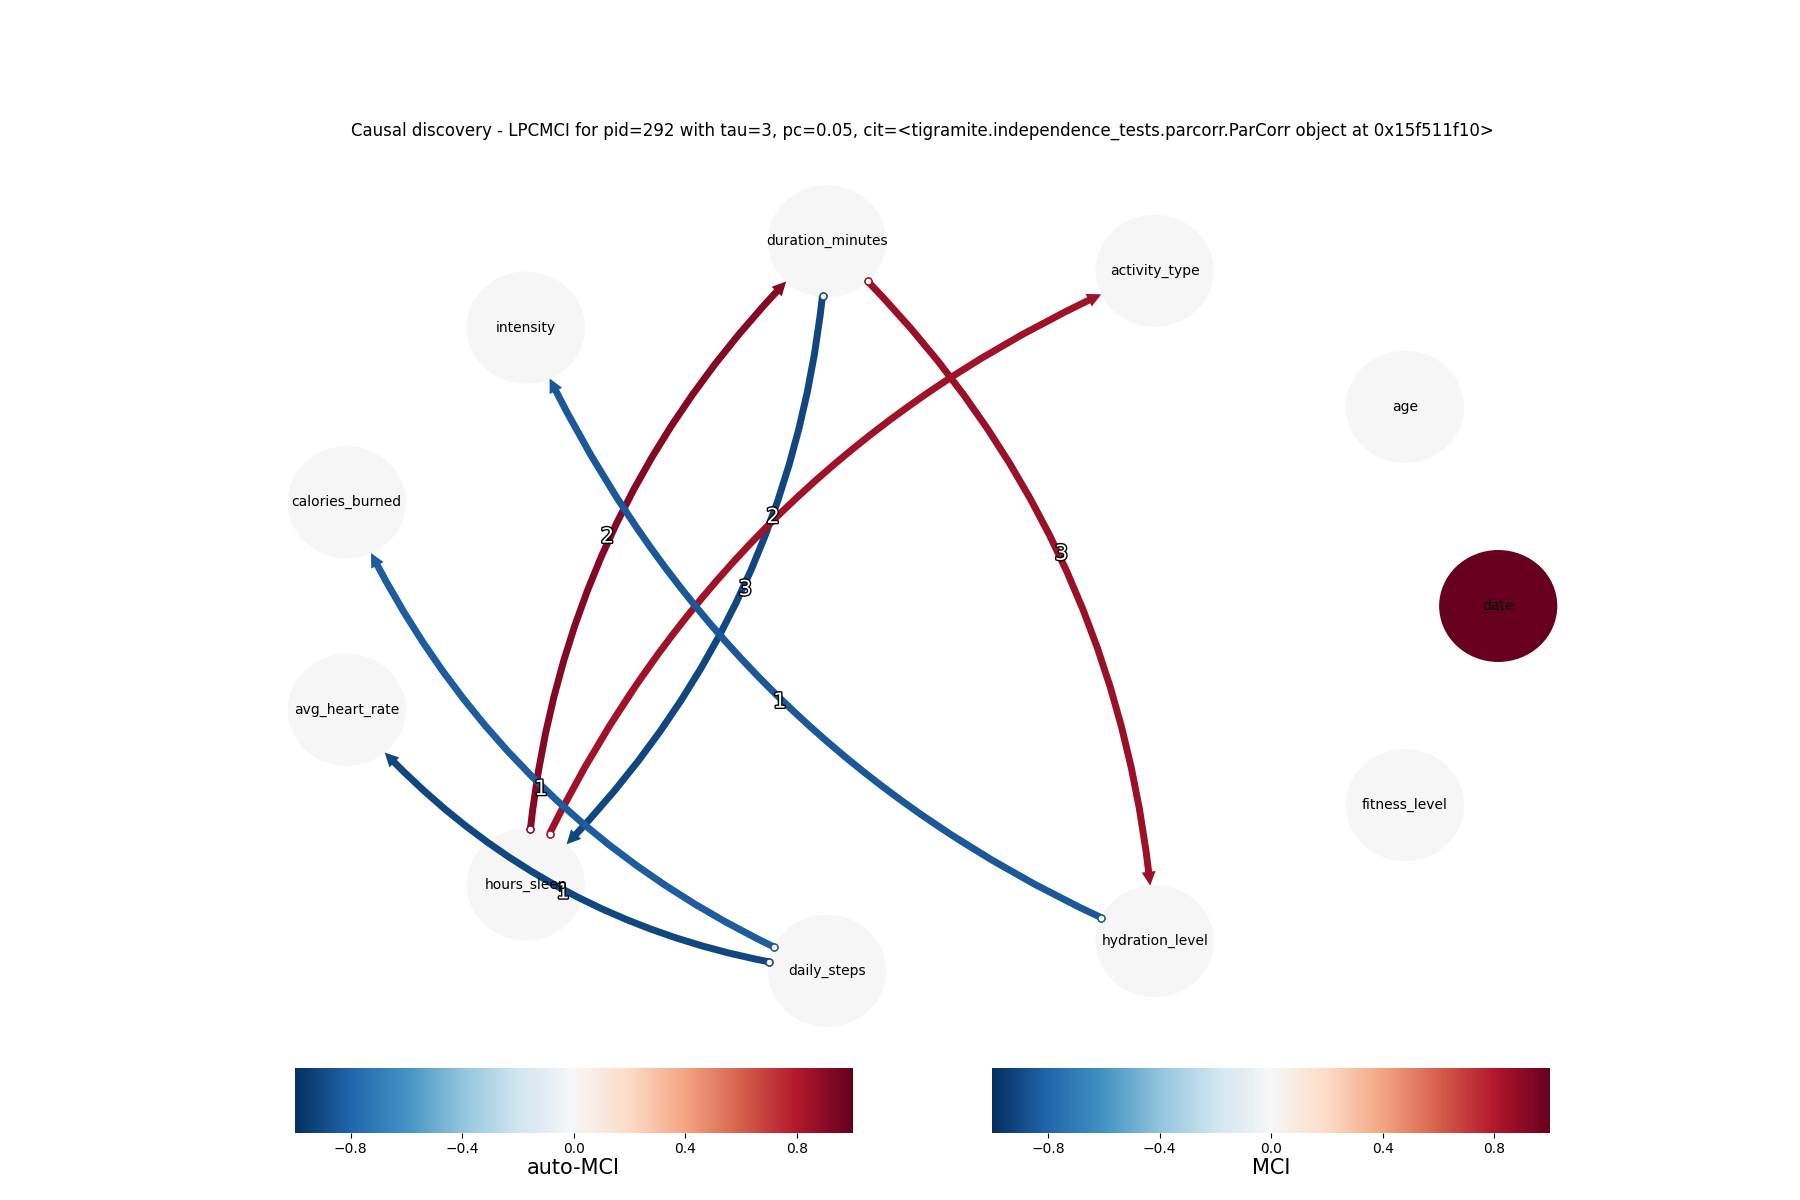 Causal discovery - LPCMCI for pid=292 with tau=3, pc=0.05, cit=<tigramite.independence_tests.parcorr.ParCorr object at 0x15f511f10>
duration_minutes
activity_type
intensity
age
calories_burned
2
2
3
3
date
1
avg_heart_rate
1
fitness_level
hours_sleep
1
hydration_level
daily_steps
−0.8 −0.4 0.0 0.4 0.8
auto-MCI
−0.8 −0.4 0.0 0.4 0.8
MCI